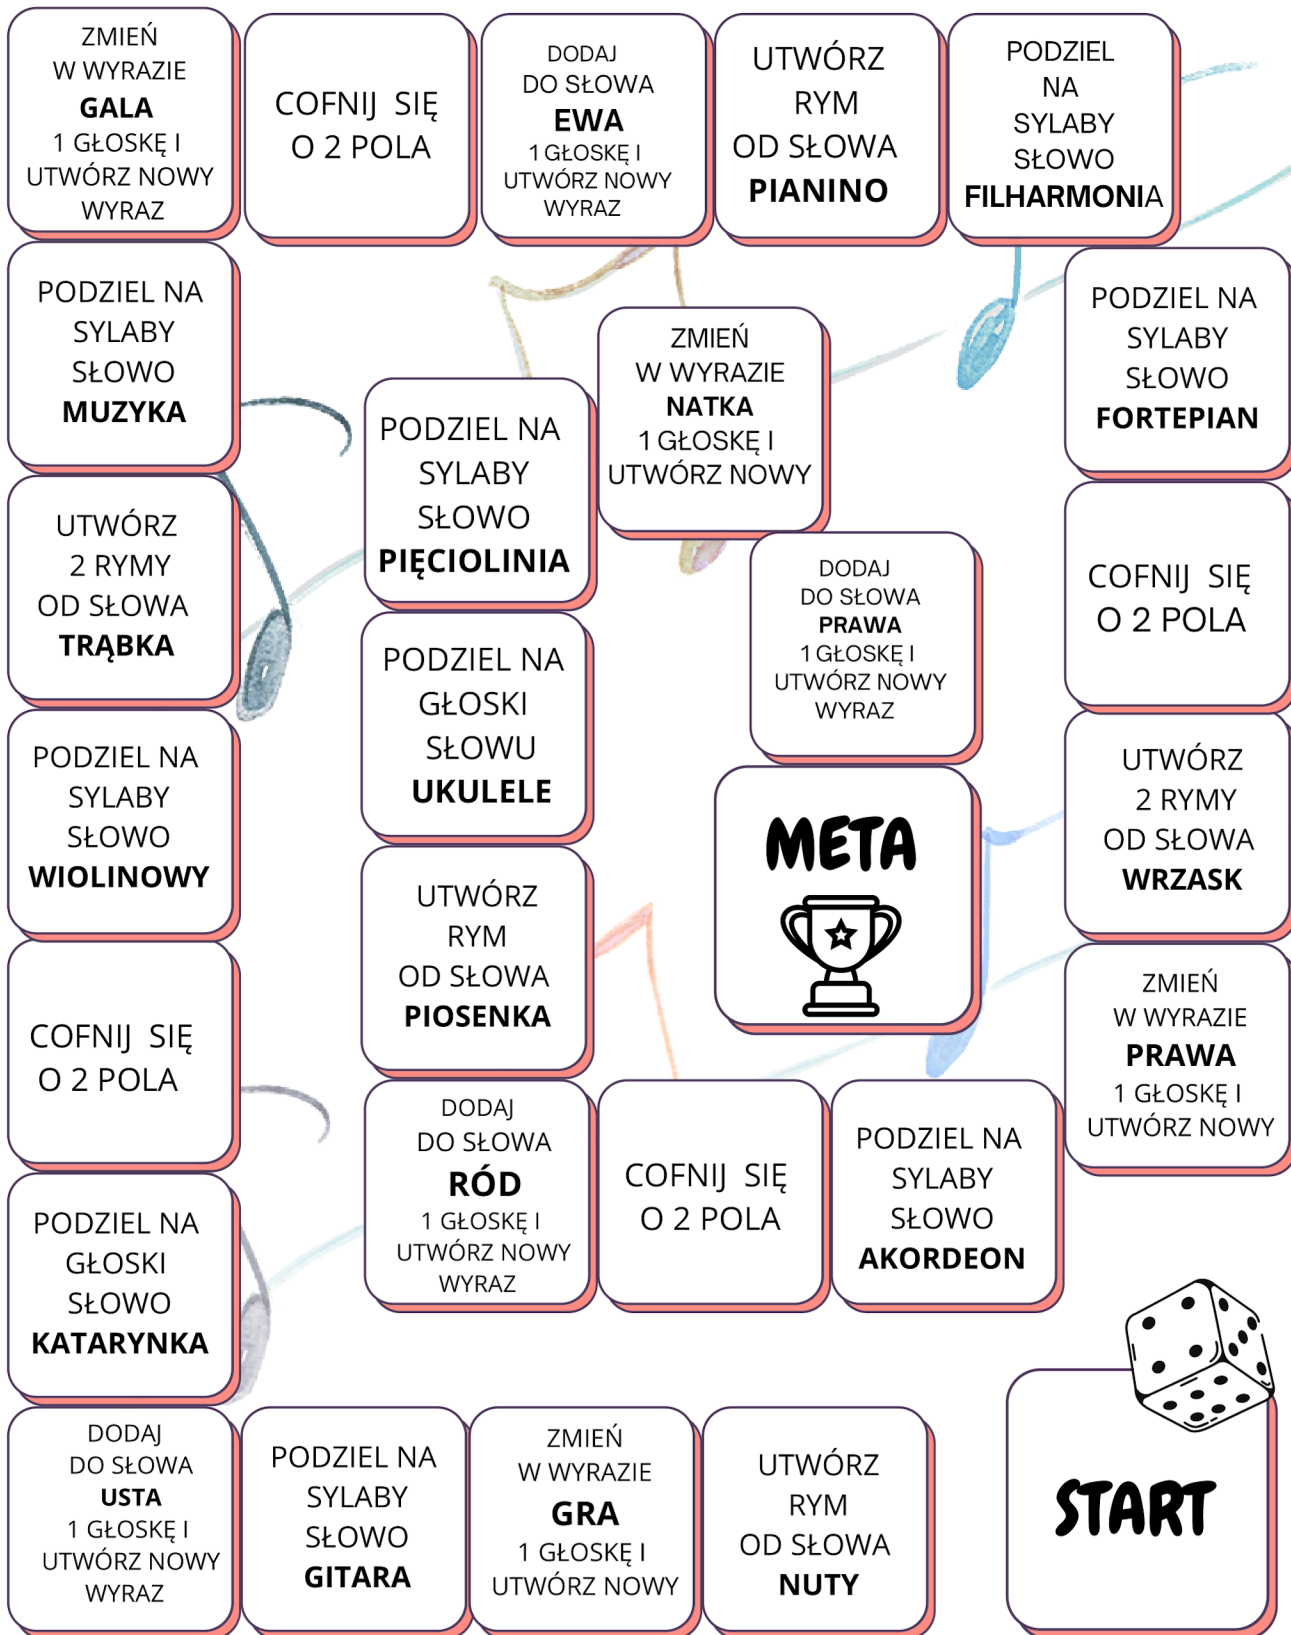 ZMIEŃ
W WYRAZIE
GALA
1 GŁOSKĘ I
UTWÓRZ NOWY
WYRAZ
COFNIJ SIĘ
O 2 POLA
DODAJ
DO SŁOWA
EWA
1 GŁOSKĘ I
UTWÓRZ NOWY
WYRAZ
UTWÓRZ
RYM
OD SŁOWA
PIANINO
PODZIEL
NA
SYLABY
SŁOWO
FILHARMONIA
PODZIEL NA
SYLABY
SŁOWO
MUZYKA
PODZIEL NA
SYLABY
SŁOWO
FORTEPIAN
ZMIEŃ
W WYRAZIE
NATKA
1 GŁOSKĘ I
UTWÓRZ NOWY
PODZIEL NA
SYLABY
SŁOWO
PIĘCIOLINIA
UTWÓRZ
2 RYMY
OD SŁOWA
TRĄBKA
COFNIJ SIĘ
O 2 POLA
DODAJ
DO SŁOWA
PRAWA
1 GŁOSKĘ I
UTWÓRZ NOWY
WYRAZ
PODZIEL NA
GŁOSKI
SŁOWU
UKULELE
PODZIEL NA
SYLABY
SŁOWO
WIOLINOWY
UTWÓRZ
2 RYMY
OD SŁOWA
WRZASK
META
UTWÓRZ
RYM
OD SŁOWA
PIOSENKA
COFNIJ SIĘ
O 2 POLA
ZMIEŃ
W WYRAZIE
PRAWA
1 GŁOSKĘ I
UTWÓRZ NOWY
DODAJ
DO SŁOWA
RÓD
1 GŁOSKĘ I
UTWÓRZ NOWY
WYRAZ
COFNIJ SIĘ
O 2 POLA
PODZIEL NA
SYLABY
SŁOWO
AKORDEON
PODZIEL NA
GŁOSKI
SŁOWO
KATARYNKA
DODAJ
DO SŁOWA
USTA
1 GŁOSKĘ I
UTWÓRZ NOWY
WYRAZ
PODZIEL NA
SYLABY
SŁOWO
GITARA
ZMIEŃ
W WYRAZIE
GRA
1 GŁOSKĘ I
UTWÓRZ NOWY
UTWÓRZ
RYM
OD SŁOWA
NUTY
START